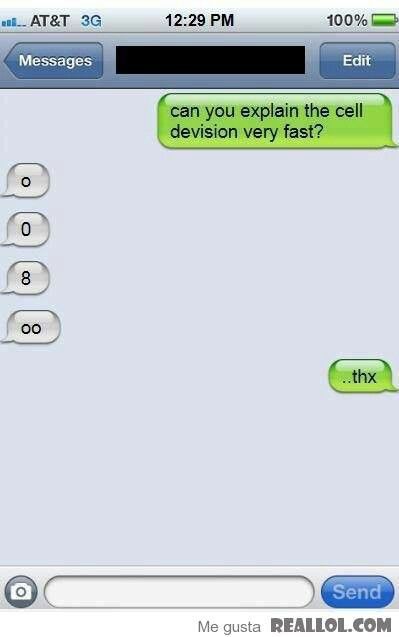 AT&T 3G 12:29 PM 100%
Messages Edit
can you explain the cell
devision very fast?
o
0
8
oo
..thx
Send
Me gusta REALLOL.COM